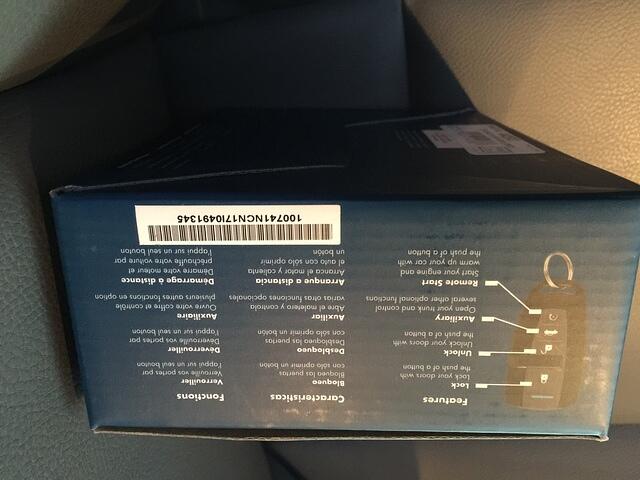 Features
Lock
Lock your doors with
the push of a button
Unlock
Unlock your doors with
the push of a button
Auxiliary
Open your trunk and control
several other optional functions
Remote Start
Start your engine and
warm up your car with
the push of a button
Características
Bloqueo
Bloquea las puertas
con sólo oprimir un botón
Desbloqueo
Desbloquea las puertas
con sólo oprimir un botón
Auxiliar
Abre el maletero y controla
varias otras funciones opcionales
Arranque a distancia
Arranca el motor y calienta
el auto con sólo oprimir
un botón
Fonctions
Verrouiller
Verrouille vos portes par
l'appui d'un seul bouton
Déverrouiller
Déverrouille vos portes par
l'appui sur un seul bouton
Auxiliaire
Ouvre votre coffre et contrôle
plusieurs autres fonctions en option
Démarrage à distance
Démarre votre moteur et
préchauffe votre voiture par
l'appui sur un seul bouton
100741NCN17I0491345